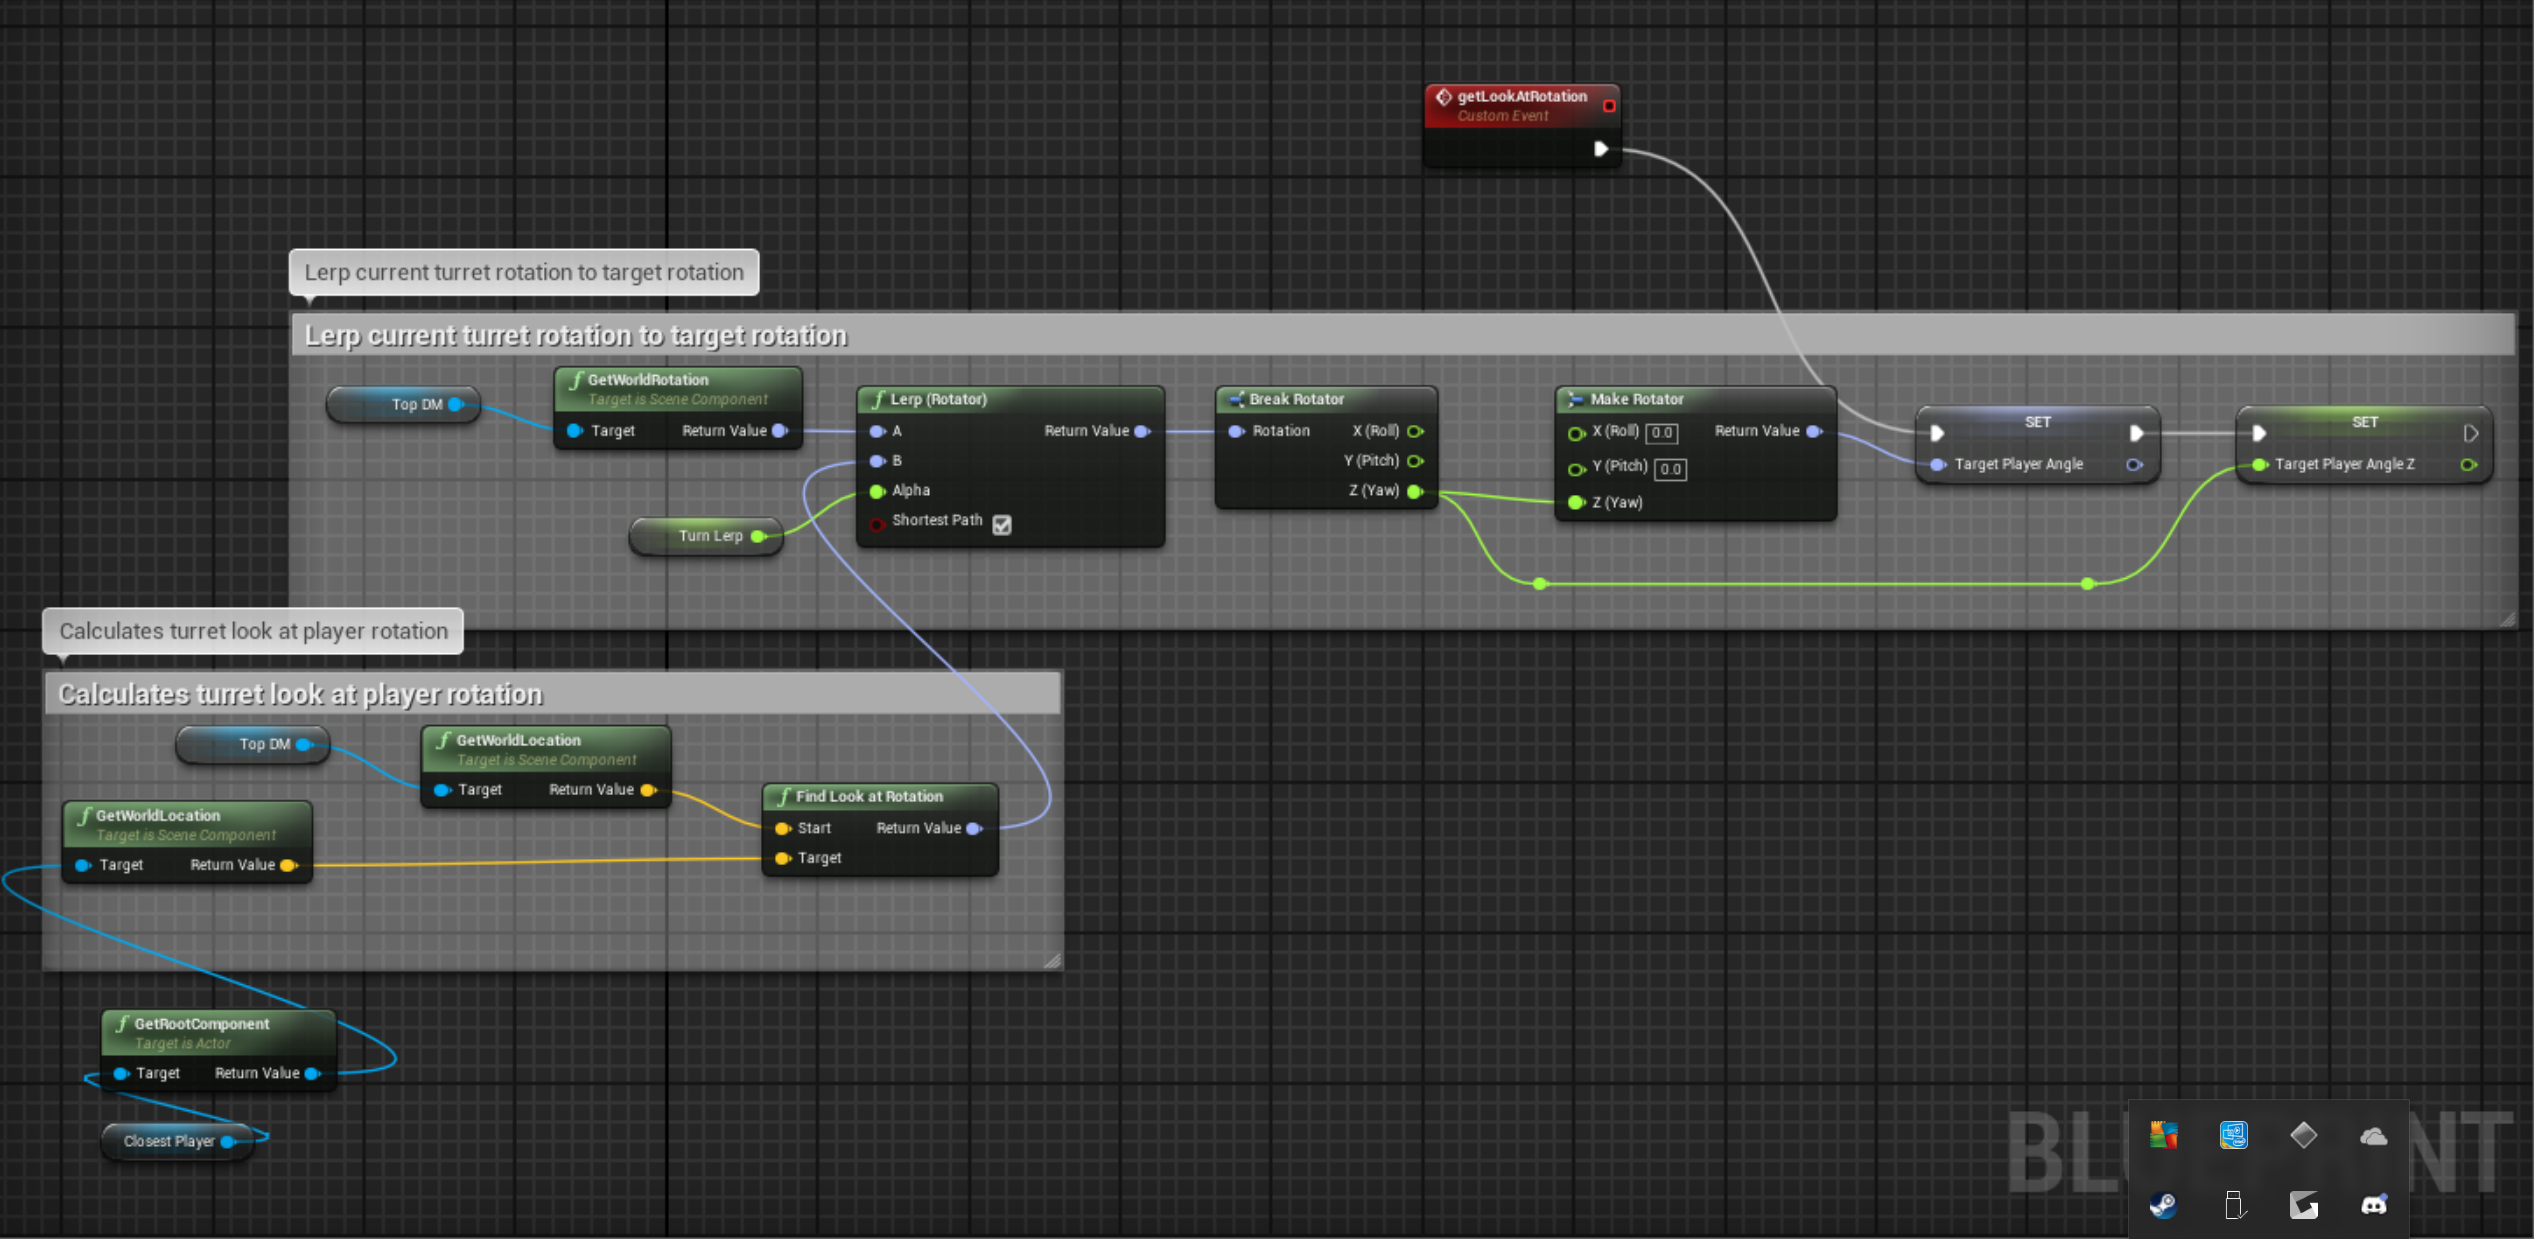 getLookAtRotation
Custom Event
Lerp current turret rotation to target rotation
Lerp current turret rotation to target rotation
Top DM
GetWorldRotation
Target is Scene Component
Target Return Value
Turn Lerp
Lerp (Rotator)
A Return Value
B
Alpha
Shortest Path
Break Rotator
Rotation X (Roll)
Y (Pitch)
Z (Yaw)
Make Rotator
X (Roll) 0.0 Return Value
Y (Pitch) 0.0
Z (Yaw)
SET
Target Player Angle
SET
Target Player Angle Z
Calculates turret look at player rotation
Calculates turret look at player rotation
Top DM
GetWorldLocation
Target is Scene Component
Target Return Value
GetWorldLocation
Target is Scene Component
Target Return Value
Find Look at Rotation
Start Return Value
Target
GetRootComponent
Target is Actor
Target Return Value
Closest Player
BLUEPRINT